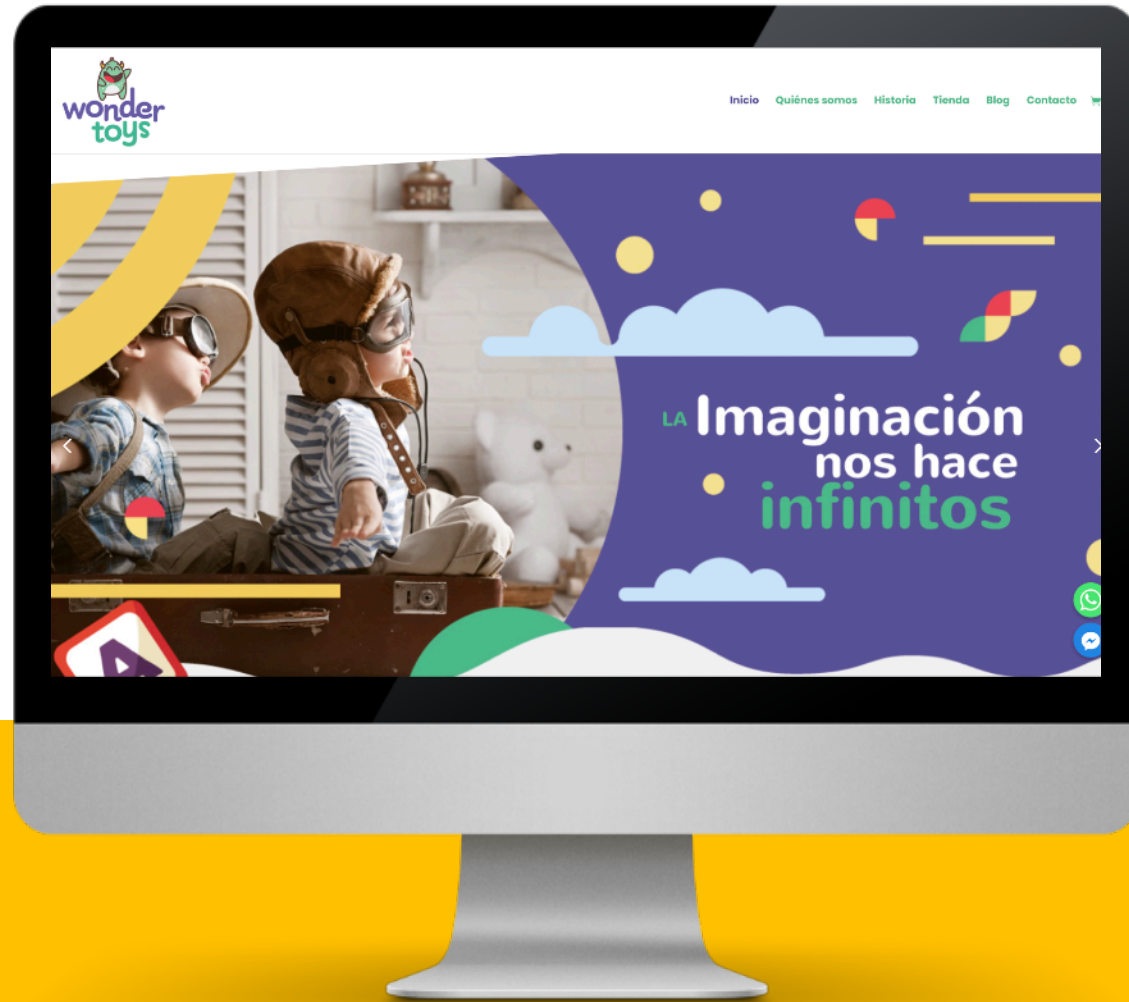 wonder
toys
Inicio Quiénes somos Historia Tienda Blog Contacto
LA Imaginación
nos hace
infinitos
A